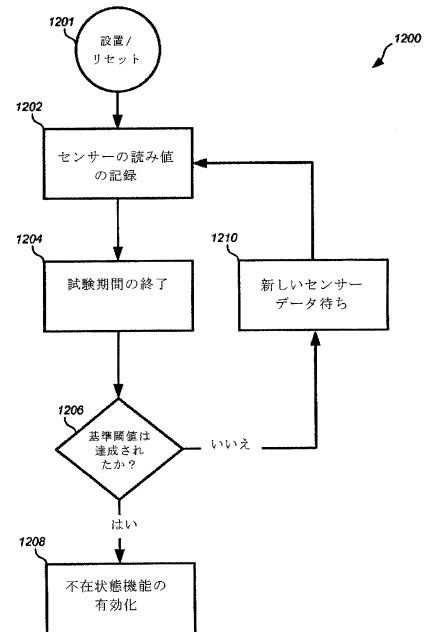 1201
設置/
リセット
1200
1202
センサーの読み値
の記録
1204
試験期間の終了
1210
新しいセンサー
データ待ち
1206
基準閾値は
達成され
たか？
いいえ
はい
1208
不在状態機能の
有効化